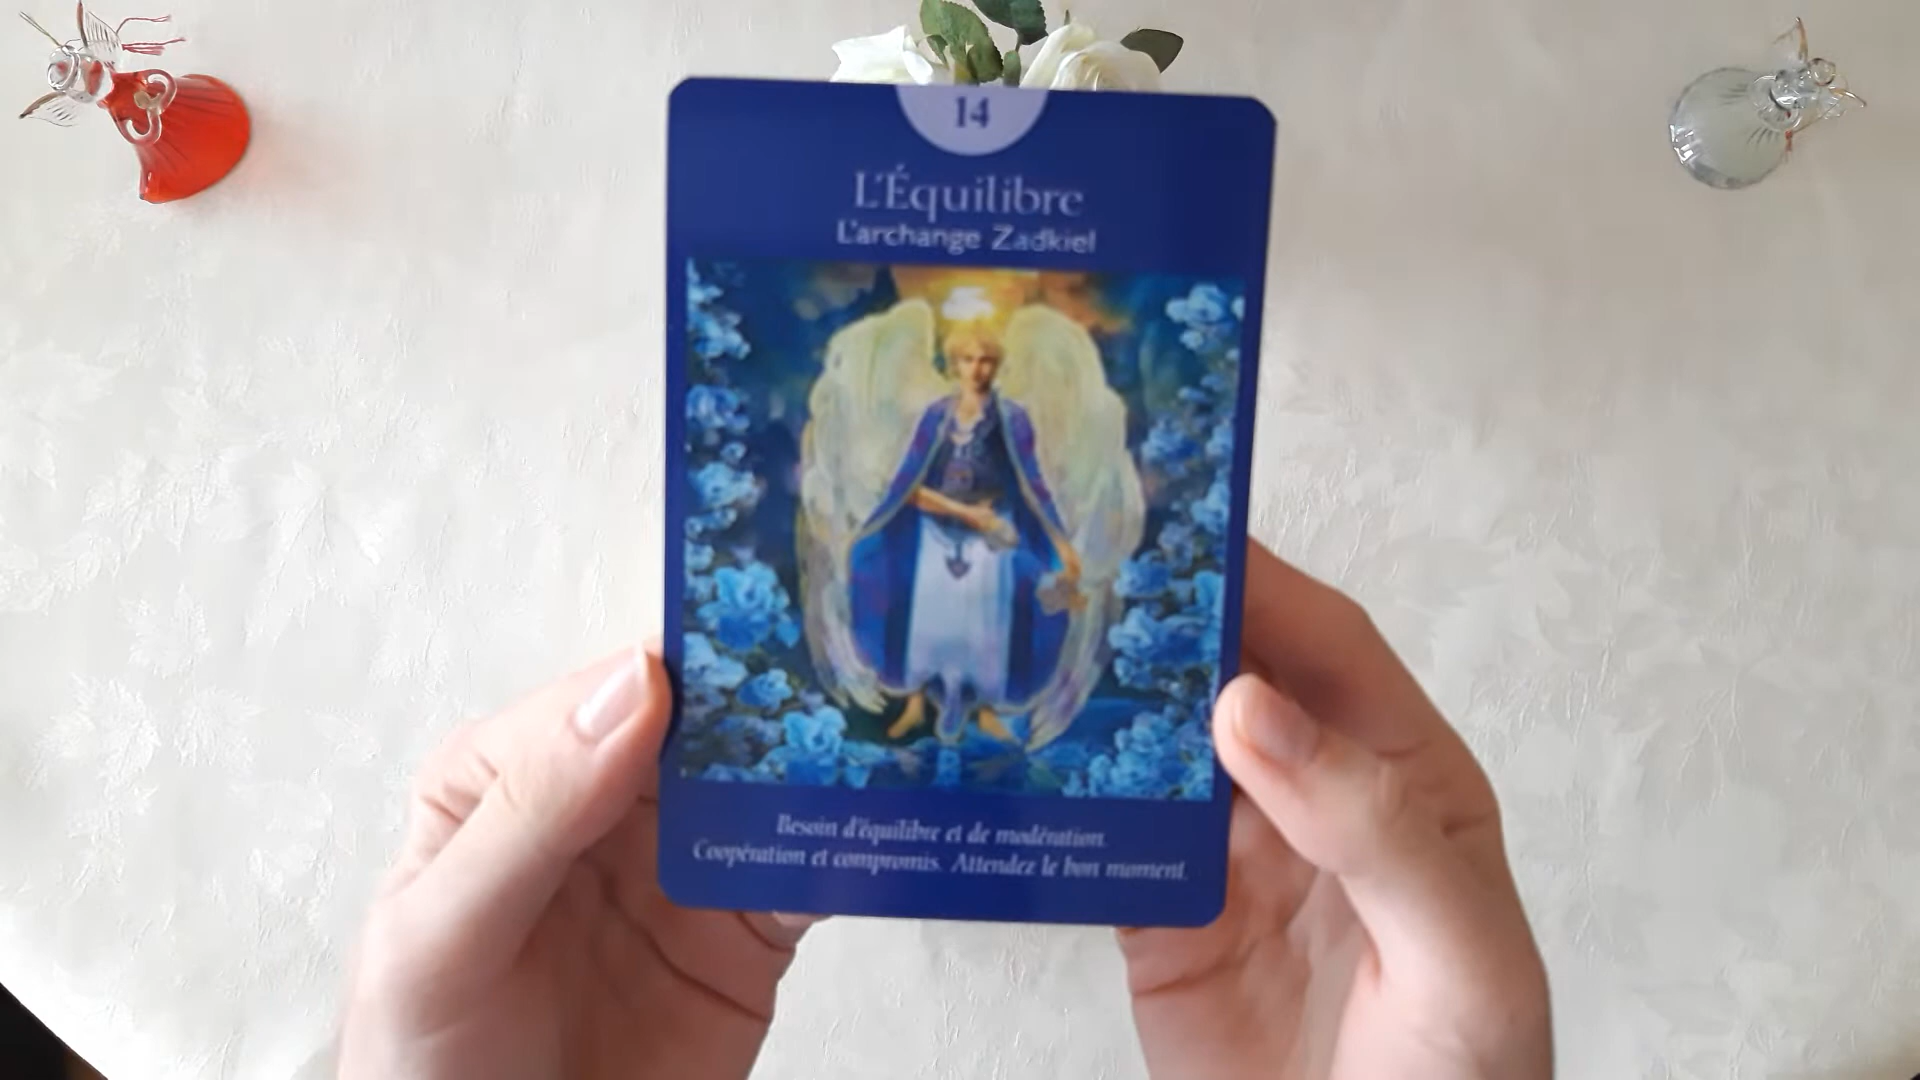 14
L'Équilibre
L'archange Zadkiel
Besoin d'équilibre et de modération.
Coopération et compromis. Attendez le bon moment.